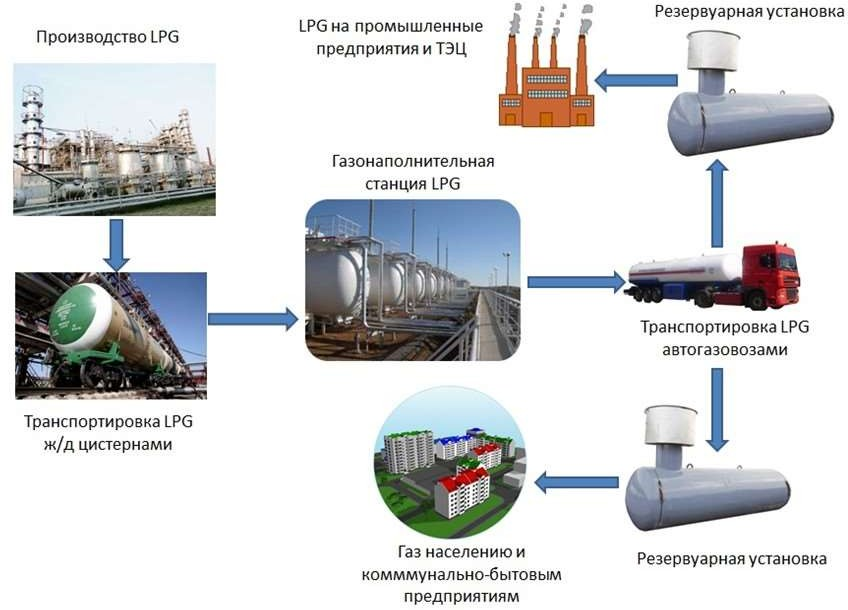 Производство LPG
LPG на промышленные
предприятия и ТЭЦ
Резервуарная установка
Газонаполнительная
станция LPG
Транспортировка LPG
автогазовозами
Транспортировка LPG
ж/д цистернами
Газ населению и
комммунально-бытовым
предприятиям
Резервуарная установка